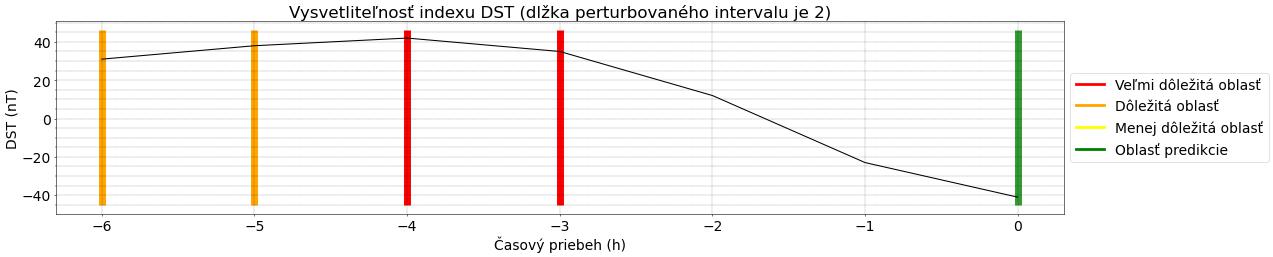 Vysvetliteľnosť indexu DST (dĺžka perturbovaného intervalu je 2)
DST (nT)
40
20
0
−20
−40
−6
−5
−4
−3
−2
−1
0
Časový priebeh (h)
Veľmi dôležitá oblasť
Dôležitá oblasť
Menej dôležitá oblasť
Oblasť predikcie